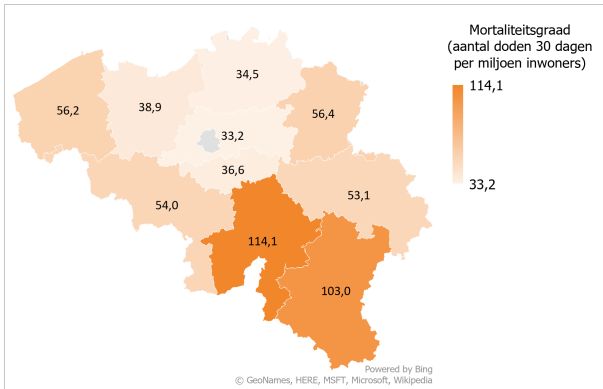 Mortaliteitsgraad
(aantal doden 30 dagen
per miljoen inwoners)
114,1
33,2
34,5
56,2
38,9
56,4
33,2
36,6
53,1
54,0
114,1
103,0
Powered by Bing
© GeoNames, HERE, MSFT, Microsoft, Wikipedia